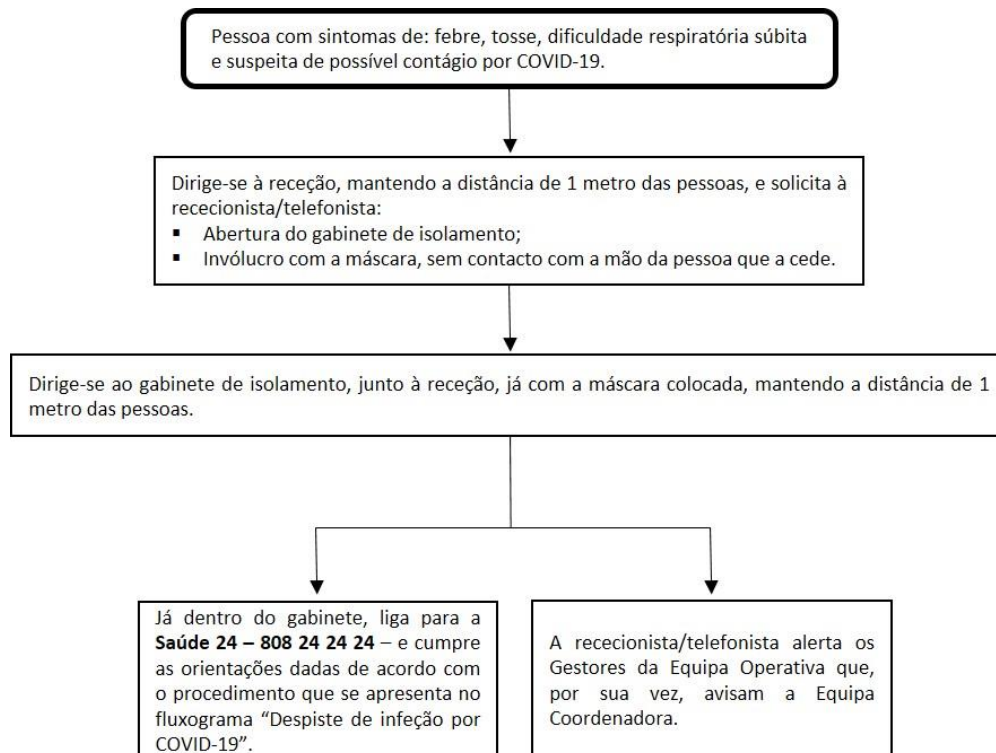 Pessoa com sintomas de: febre, tosse, dificuldade respiratória súbita
e suspeita de possível contágio por COVID-19.
Dirige-se à receção, mantendo a distância de 1 metro das pessoas, e solicita à
rececionista/telefonista:
▪ Abertura do gabinete de isolamento;
▪ Invólucro com a máscara, sem contacto com a mão da pessoa que a cede.
Dirige-se ao gabinete de isolamento, junto à receção, já com a máscara colocada, mantendo a distância de 1
metro das pessoas.
Já dentro do gabinete, liga para a
Saúde 24 – 808 24 24 24 – e cumpre
as orientações dadas de acordo com
o procedimento que se apresenta no
fluxograma “Despiste de infeção por
COVID-19”.
A rececionista/telefonista alerta os
Gestores da Equipa Operativa que,
por sua vez, avisam a Equipa
Coordenadora.